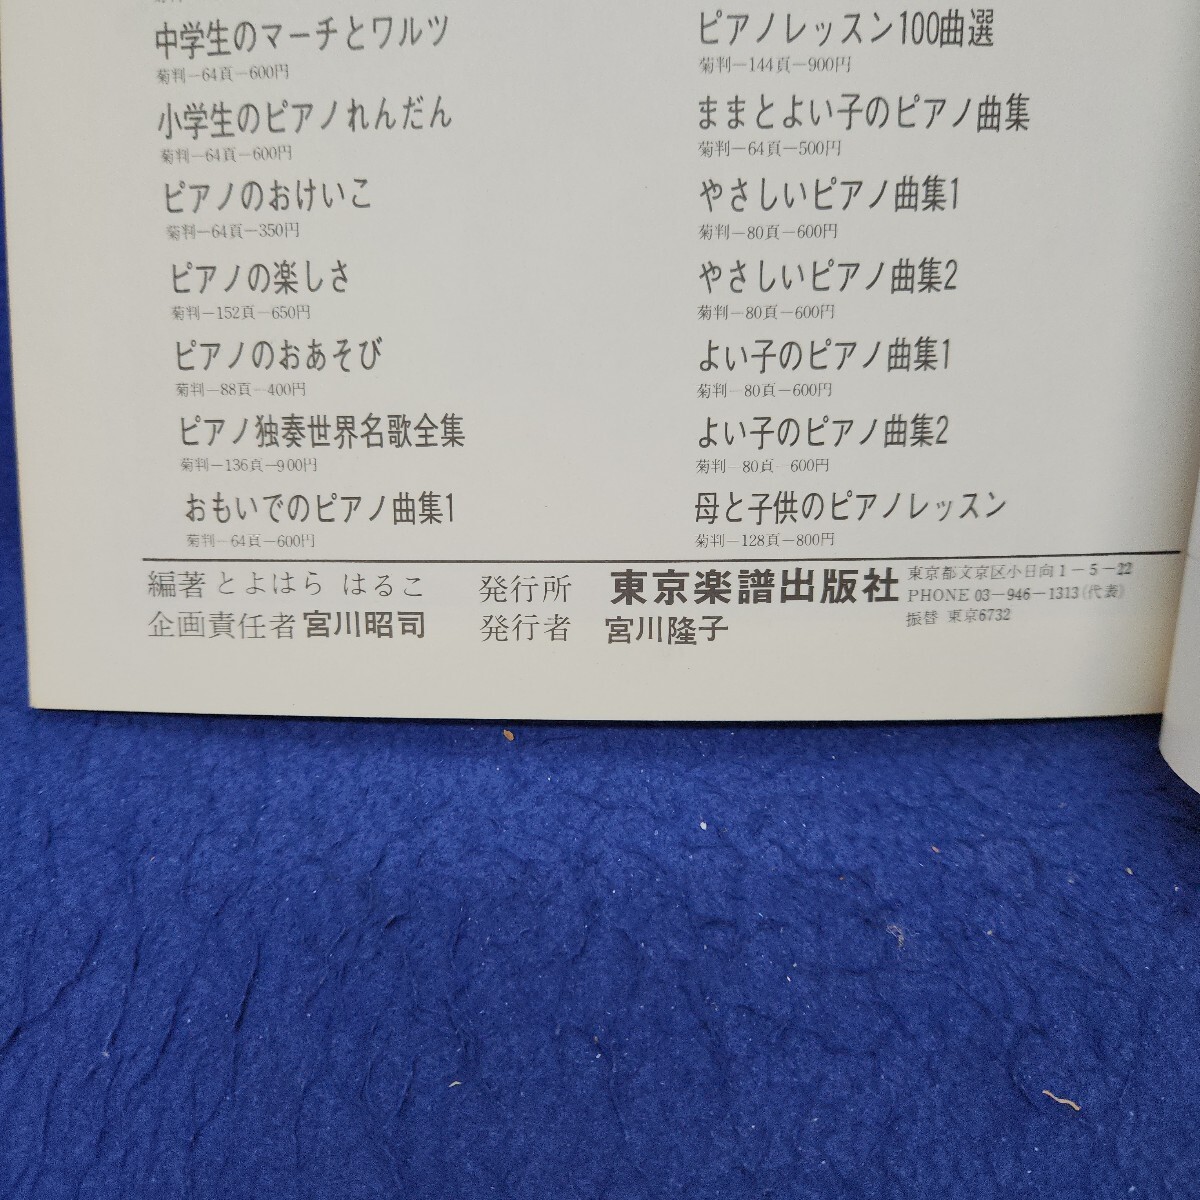 中学生のマーチとワルツ
菊判−64頁−600円
小学生のピアノれんだん
菊判−64頁−600円
ピアノのおけいこ
菊判−64頁−350円
ピアノの楽しさ
菊判−152頁−650円
ピアノのおあそび
菊判−88頁−400円
ピアノ独奏世界名歌全集
菊判−136頁−900円
おもいでのピアノ曲集1
菊判−64頁−600円
ピアノレッスン100曲選
菊判−144頁−900円
ままとよい子のピアノ曲集
菊判−64頁−500円
やさしいピアノ曲集1
菊判−80頁−600円
やさしいピアノ曲集2
菊判−80頁−600円
よい子のピアノ曲集1
菊判−80頁−600円
よい子のピアノ曲集2
菊判−80頁−600円
母と子供のピアノレッスン
菊判−128頁−800円
編著 とよはら はるこ
企画責任者 宮川昭司
発行所 東京楽譜出版社
発行者 宮川隆子
東京都文京区小日向1−5−22
PHONE 03−946−1313(代表)
振替 東京6732